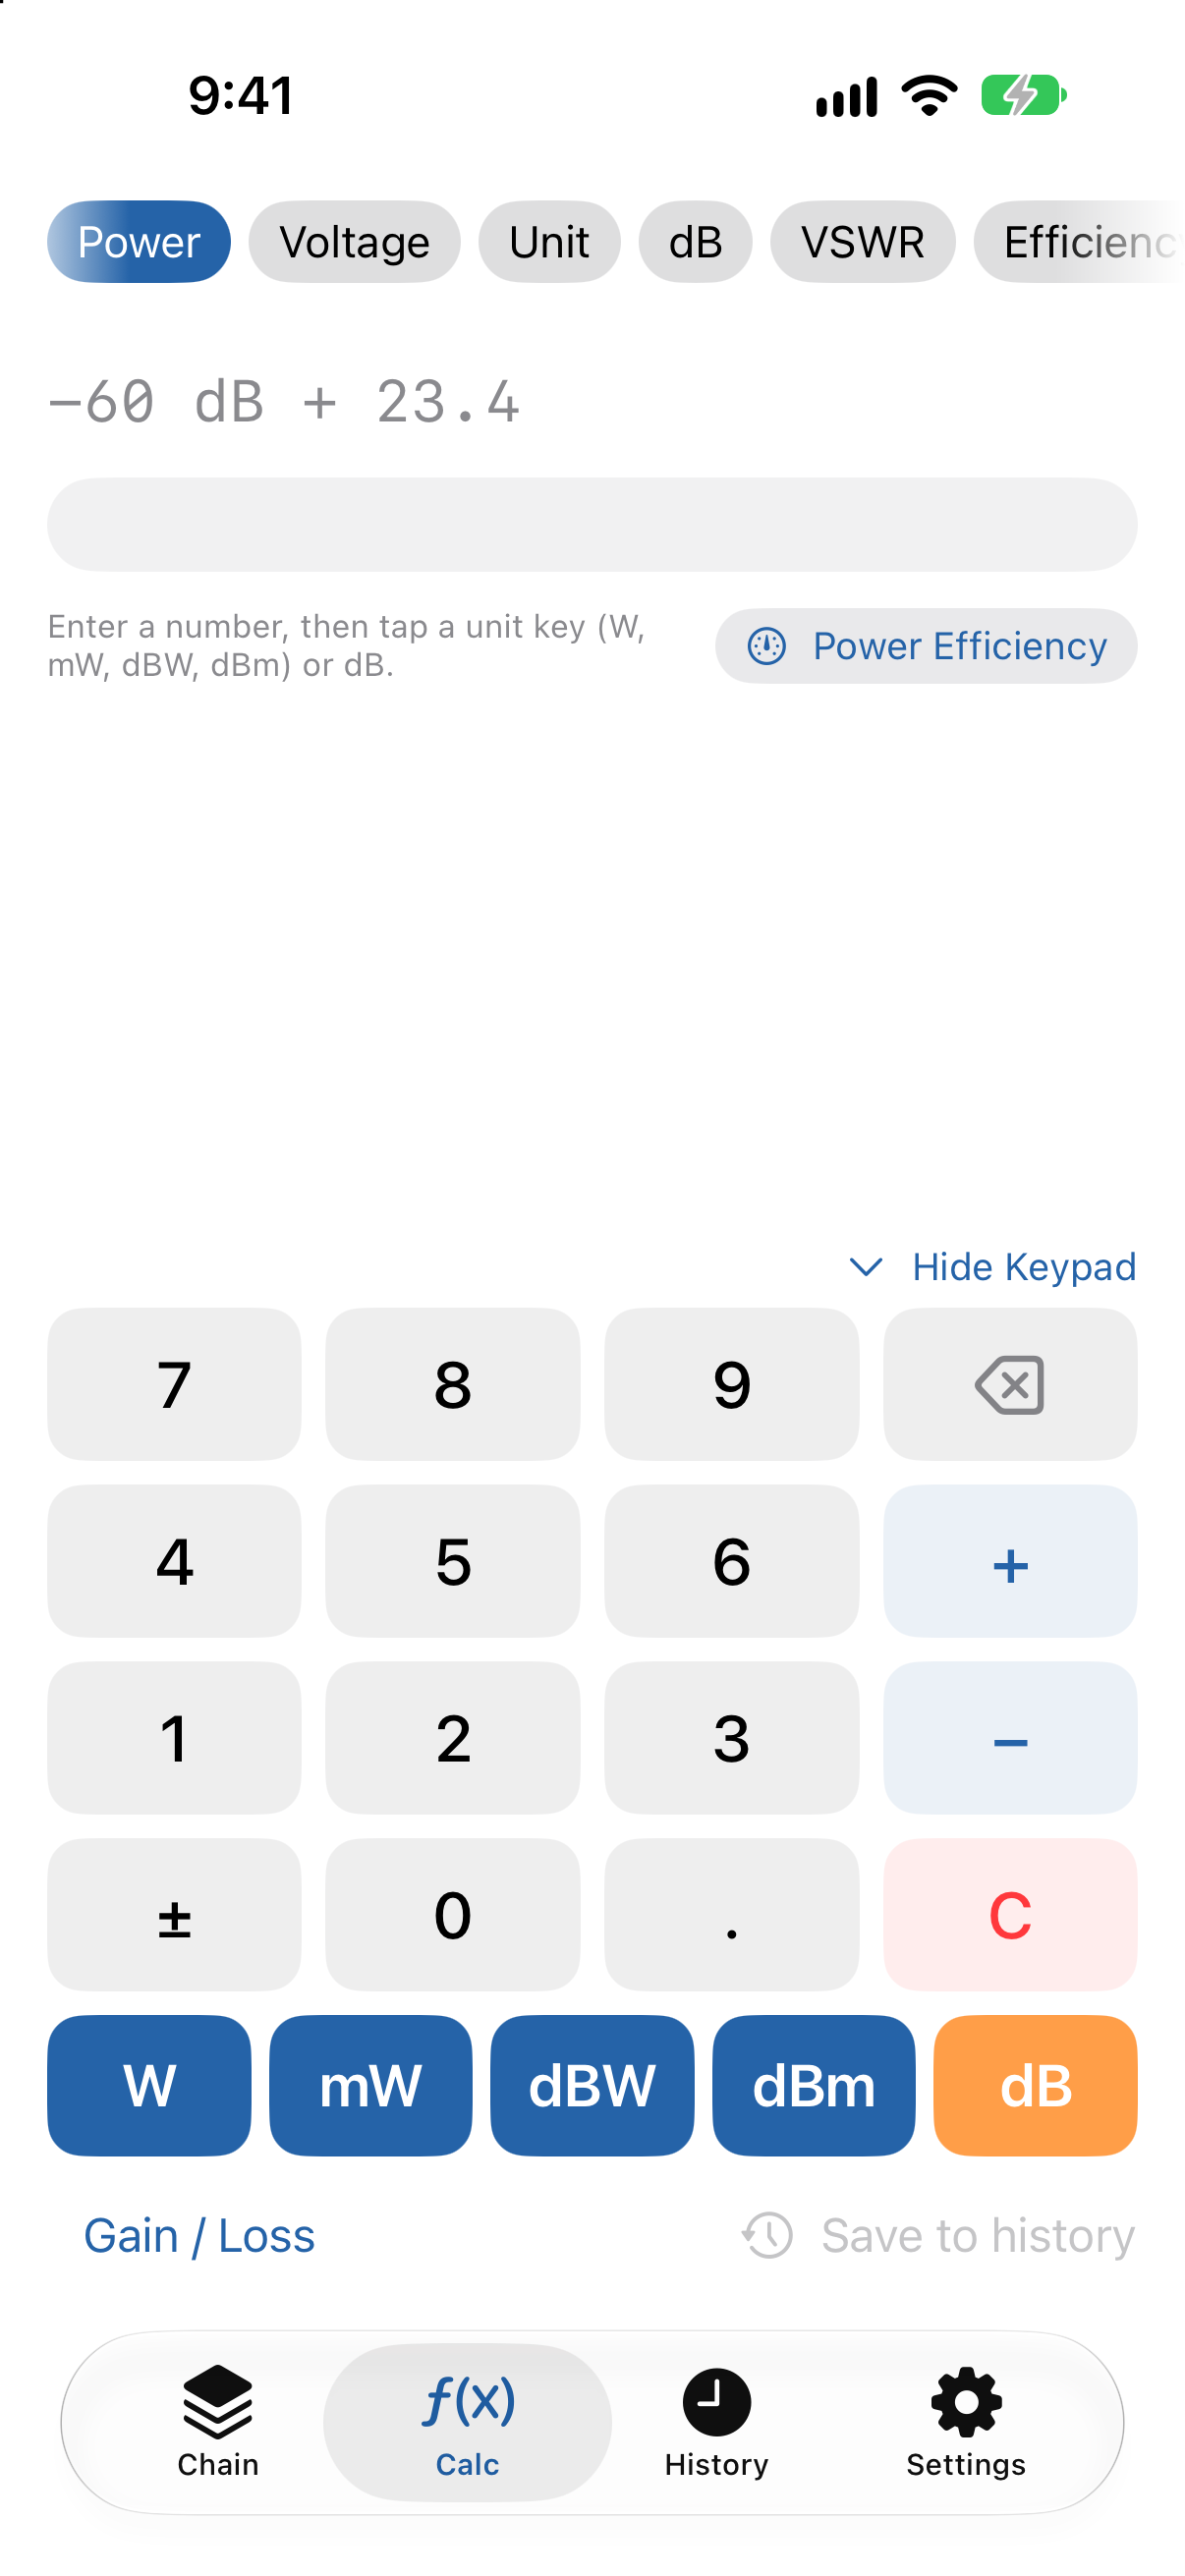 9:41
Power Voltage Unit dB VSWR Efficiency
−60 dB + 23.4
Enter a number, then tap a unit key (W,
mW, dBW, dBm) or dB.
Power Efficiency
Hide Keypad
7 8 9
4 5 6 +
1 2 3 −
± 0 . C
W mW dBW dBm dB
Gain / Loss Save to history
f(x)
Chain Calc History Settings